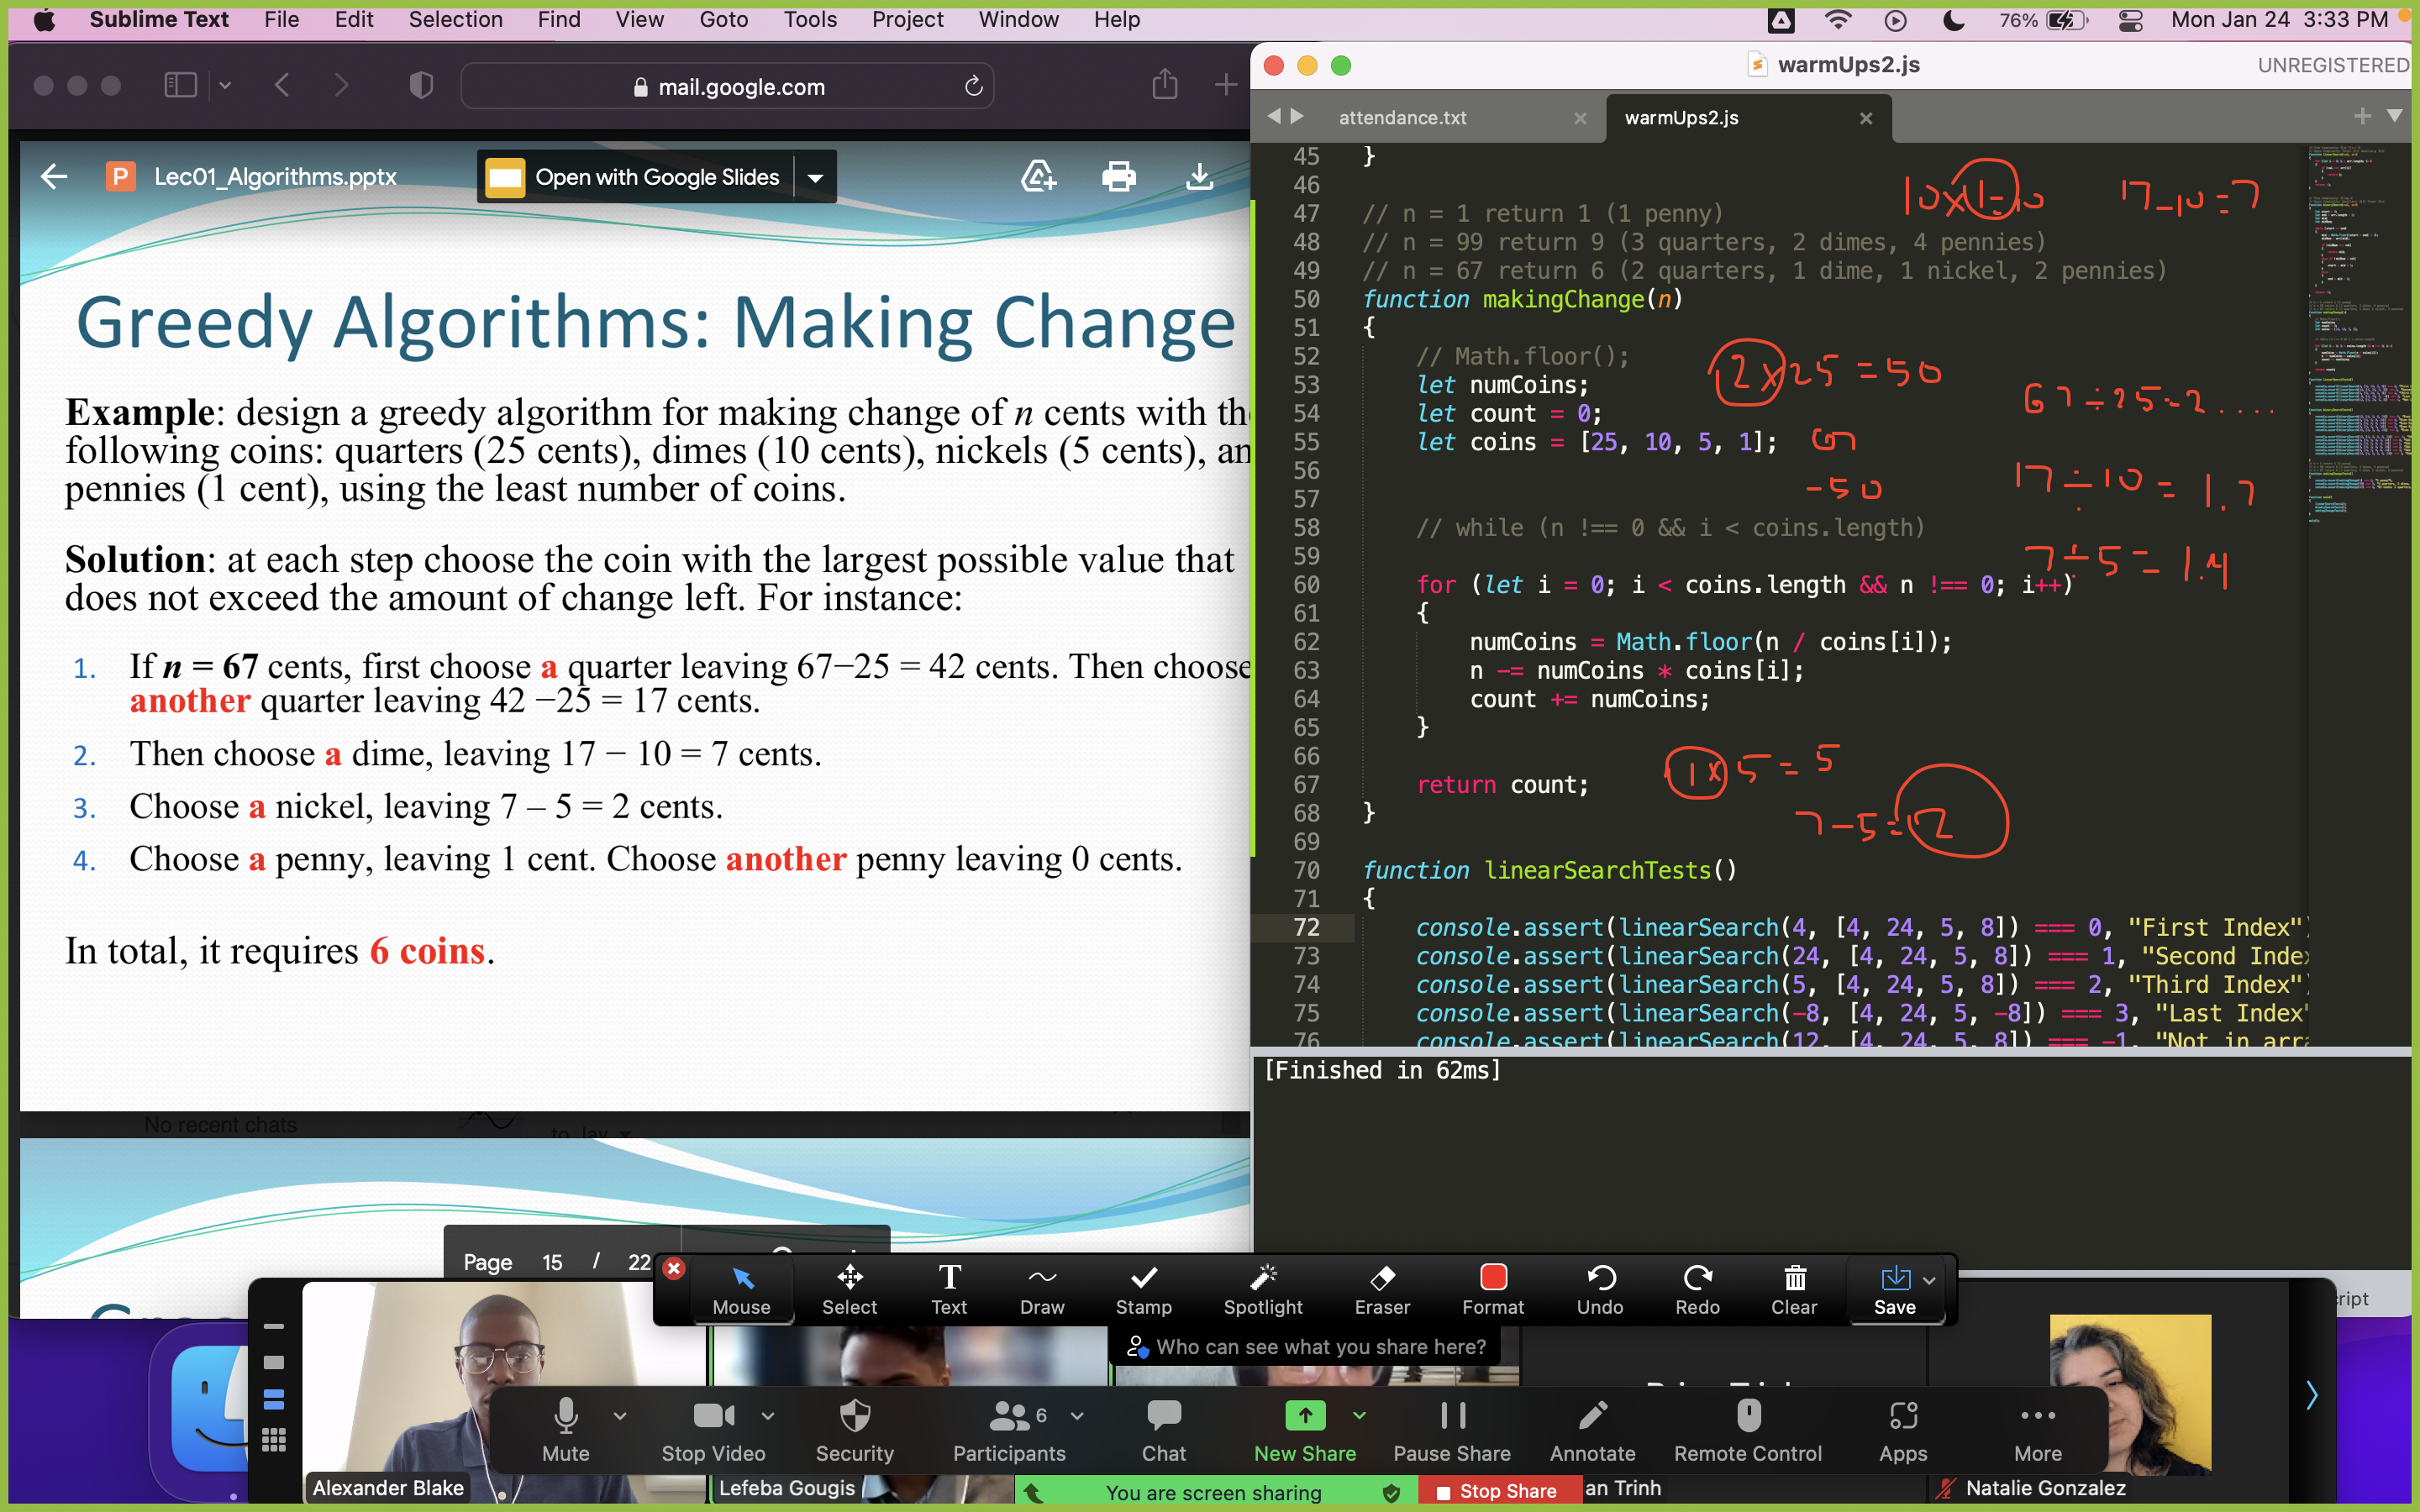 Sublime Text File Edit Selection Find View Goto Tools Project Window Help 76% Mon Jan 24 3:33 PM
mail.google.com
warmUps2.js UNREGISTERED
attendance.txt warmUps2.js
P Lec01_Algorithms.pptx Open with Google Slides
Greedy Algorithms: Making Change
Example: design a greedy algorithm for making change of n cents with the
following coins: quarters (25 cents), dimes (10 cents), nickels (5 cents), an
pennies (1 cent), using the least number of coins.
Solution: at each step choose the coin with the largest possible value that
does not exceed the amount of change left. For instance:
1. If n = 67 cents, first choose a quarter leaving 67−25 = 42 cents. Then choose
another quarter leaving 42 −25 = 17 cents.
2. Then choose a dime, leaving 17 − 10 = 7 cents.
3. Choose a nickel, leaving 7 – 5 = 2 cents.
4. Choose a penny, leaving 1 cent. Choose another penny leaving 0 cents.
In total, it requires 6 coins.
No recent chats
Page 15 / 22
45 }
46
47 // n = 1 return 1 (1 penny)
48 // n = 99 return 9 (3 quarters, 2 dimes, 4 pennies)
49 // n = 67 return 6 (2 quarters, 1 dime, 1 nickel, 2 pennies)
50 function makingChange(n)
51 {
52 // Math.floor();
53 let numCoins;
54 let count = 0;
55 let coins = [25, 10, 5, 1];
56
57
58 // while (n !== 0 && i < coins.length)
59
60 for (let i = 0; i < coins.length && n !== 0; i++)
61 {
62 numCoins = Math.floor(n / coins[i]);
63 n -= numCoins * coins[i];
64 count += numCoins;
65 }
66
67 return count;
68 }
69
70 function linearSearchTests()
71 {
72 console.assert(linearSearch(4, [4, 24, 5, 8]) === 0, "First Index")
73 console.assert(linearSearch(24, [4, 24, 5, 8]) === 1, "Second Index
74 console.assert(linearSearch(5, [4, 24, 5, 8]) === 2, "Third Index")
75 console.assert(linearSearch(-8, [4, 24, 5, -8]) === 3, "Last Index"
76 console.assert(linearSearch(12, [4, 24, 5, 8]) === -1, "Not in arra
10x1=10 17-10=7
2x25=50
67÷25=2....
67
-50
17÷10=1.7
7÷5=1.4
1x5=5
7-5=2
[Finished in 62ms]
Mouse Select Text Draw Stamp Spotlight Eraser Format Undo Redo Clear Save
Who can see what you share here?
Mute Stop Video Security Participants 6 Chat New Share Pause Share Annotate Remote Control Apps More
Alexander Blake Lefeba Gougis an Trinh Natalie Gonzalez
You are screen sharing Stop Share